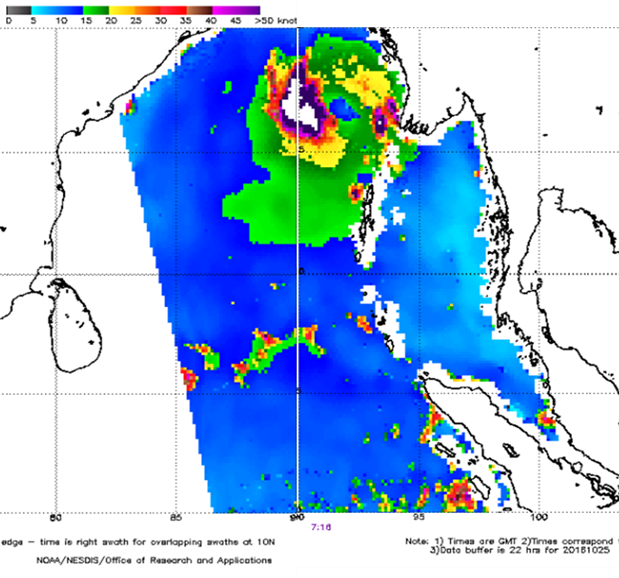 0 5 10 15 20 25 30 35 40 45 >50 knot
5
0
5
80 85 90 95 100
7:16
edge – time is right swath for overlapping swaths at 10N
Note: 1) Times are GMT 2)Times correspond
3)Data buffer is 22 hrs for 20181025
NOAA/NESDIS/Office of Research and Applications